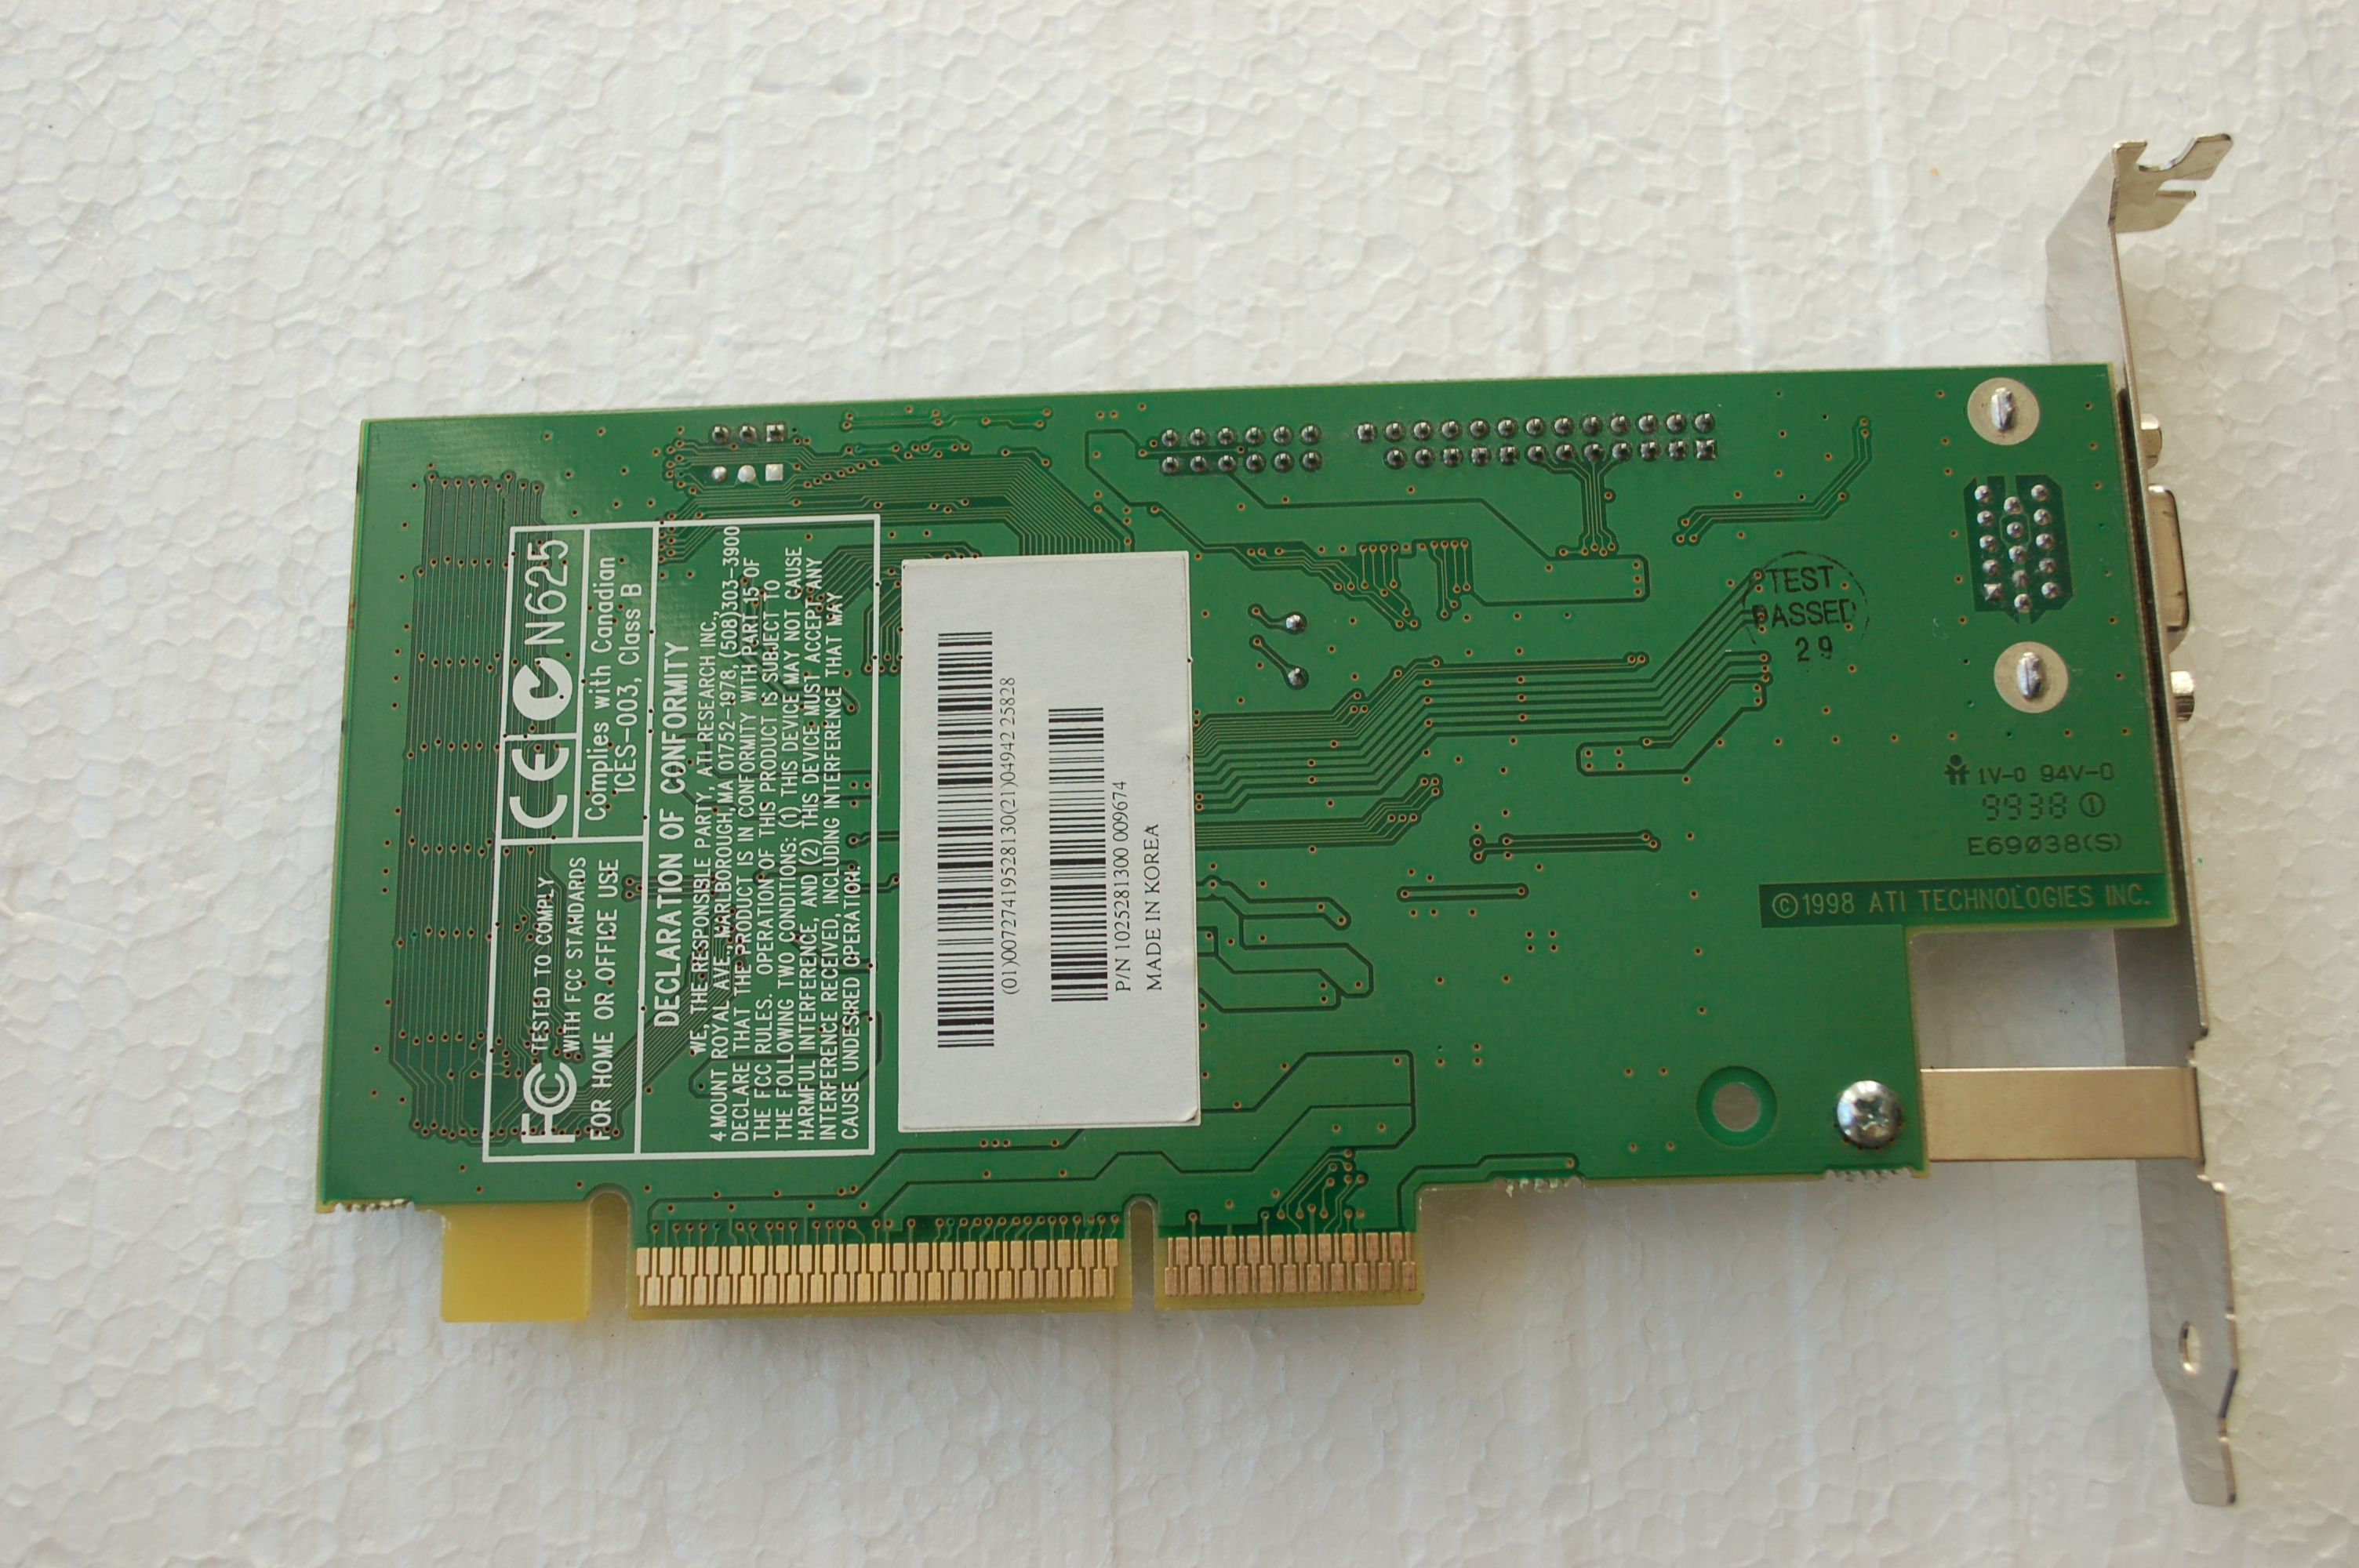 FC TESTED TO COMPLY
WITH FCC STANDARDS
FOR HOME OR OFFICE USE
CE N625
Complies with Canadian
ICES-003, Class B
DECLARATION OF CONFORMITY
WE, THE RESPONSIBLE PARTY, ATI RESEARCH INC.,
4 MOUNT ROYAL AVE., MARLBOROUGH, MA 01752-1978, (508)303-3900
DECLARE THAT THE PRODUCT IS IN CONFORMITY WITH PART 15 OF
THE FCC RULES. OPERATION OF THIS PRODUCT IS SUBJECT TO
THE FOLLOWING TWO CONDITIONS: (1) THIS DEVICE MAY NOT CAUSE
HARMFUL INTERFERENCE, AND (2) THIS DEVICE MUST ACCEPT ANY
INTERFERENCE RECEIVED, INCLUDING INTERFERENCE THAT MAY
CAUSE UNDESIRED OPERATION.
(01)00727419528130(21)04942 25828
P/N 1025281300 009674
MADE IN KOREA
TEST
PASSED
29
IV-0 94V-0
9938 ①
E69038(S)
©1998 ATI TECHNOLOGIES INC.